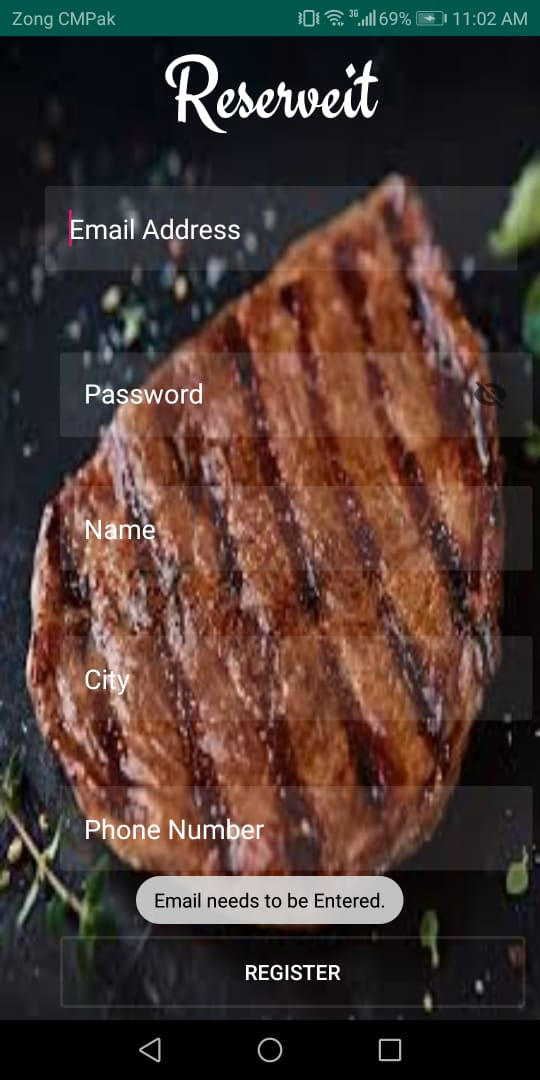 Zong CMPak 3G 69% 11:02 AM
Reserveit
Email Address
Password
Name
City
Phone Number
Email needs to be Entered.
REGISTER